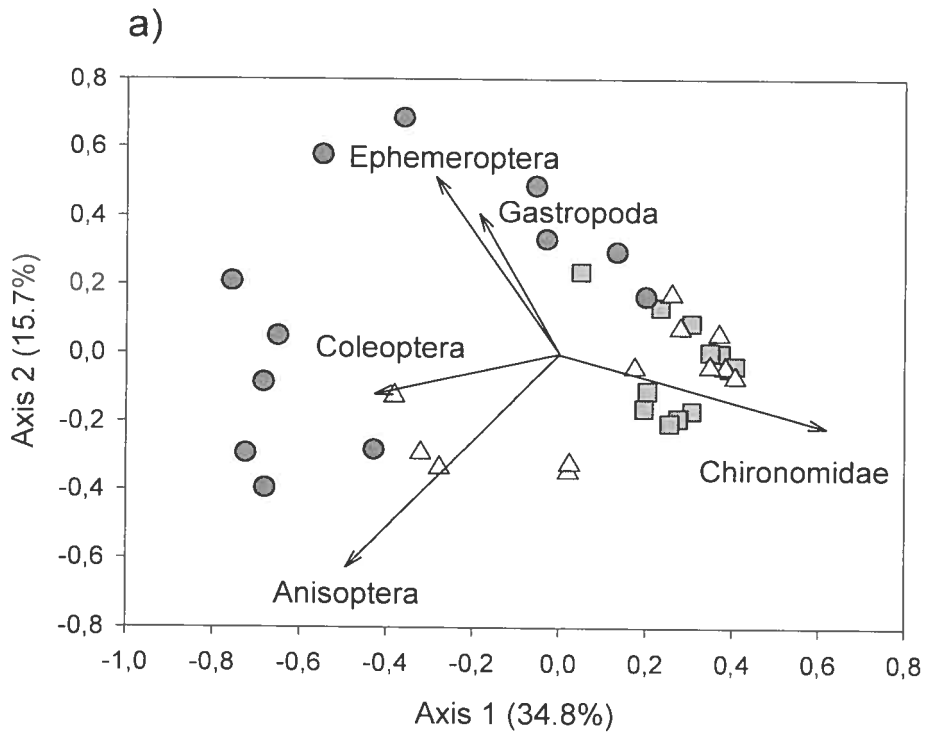 a)
0,8
0,6
0,4
0,2
0,0
-0,2
-0,4
-0,6
-0,8
Axis 2 (15.7%)
Ephemeroptera
Gastropoda
Coleoptera
Chironomidae
Anisoptera
-1,0 -0,8 -0,6 -0,4 -0,2 0,0 0,2 0,4 0,6 0,8
Axis 1 (34.8%)